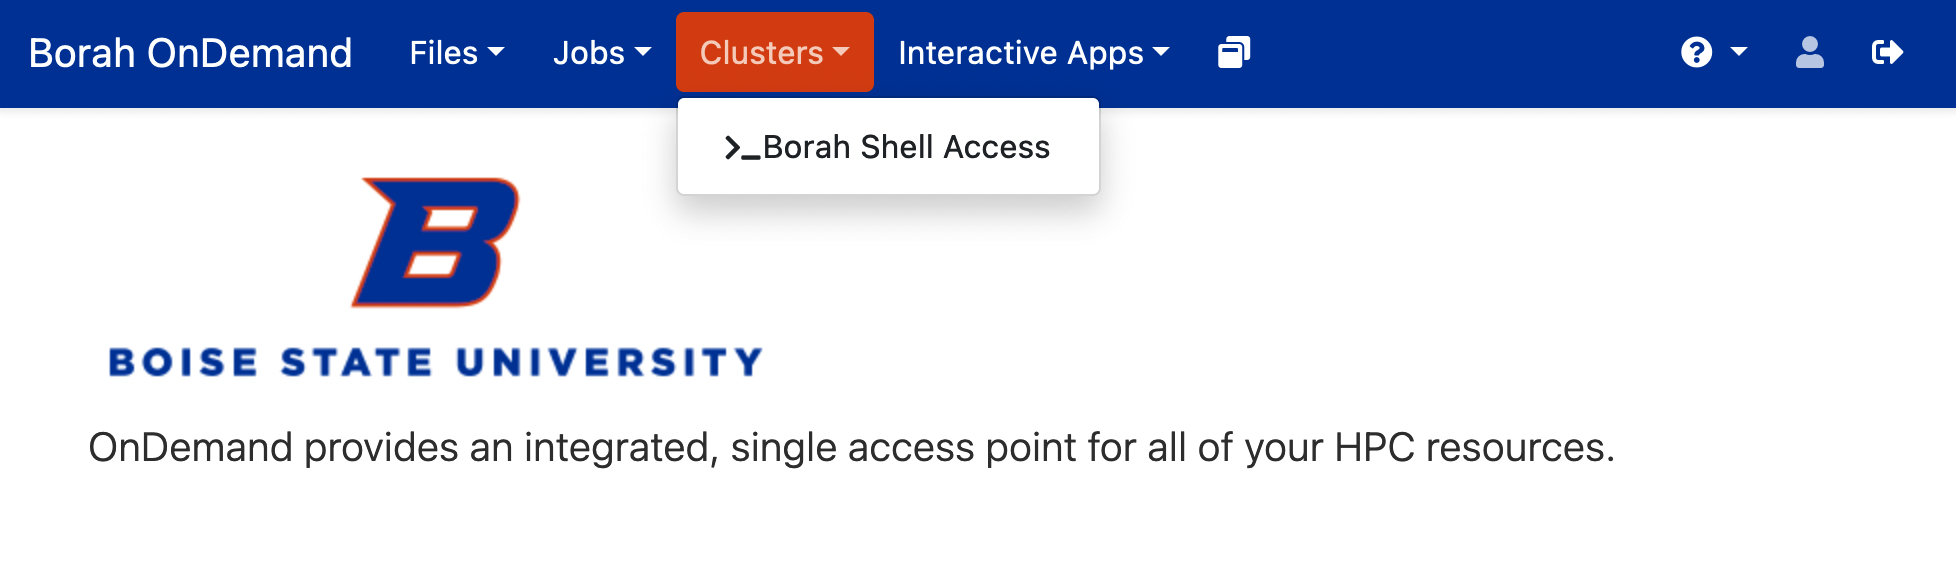 Borah OnDemand Files Jobs Clusters Interactive Apps
>_Borah Shell Access
B
BOISE STATE UNIVERSITY
OnDemand provides an integrated, single access point for all of your HPC resources.